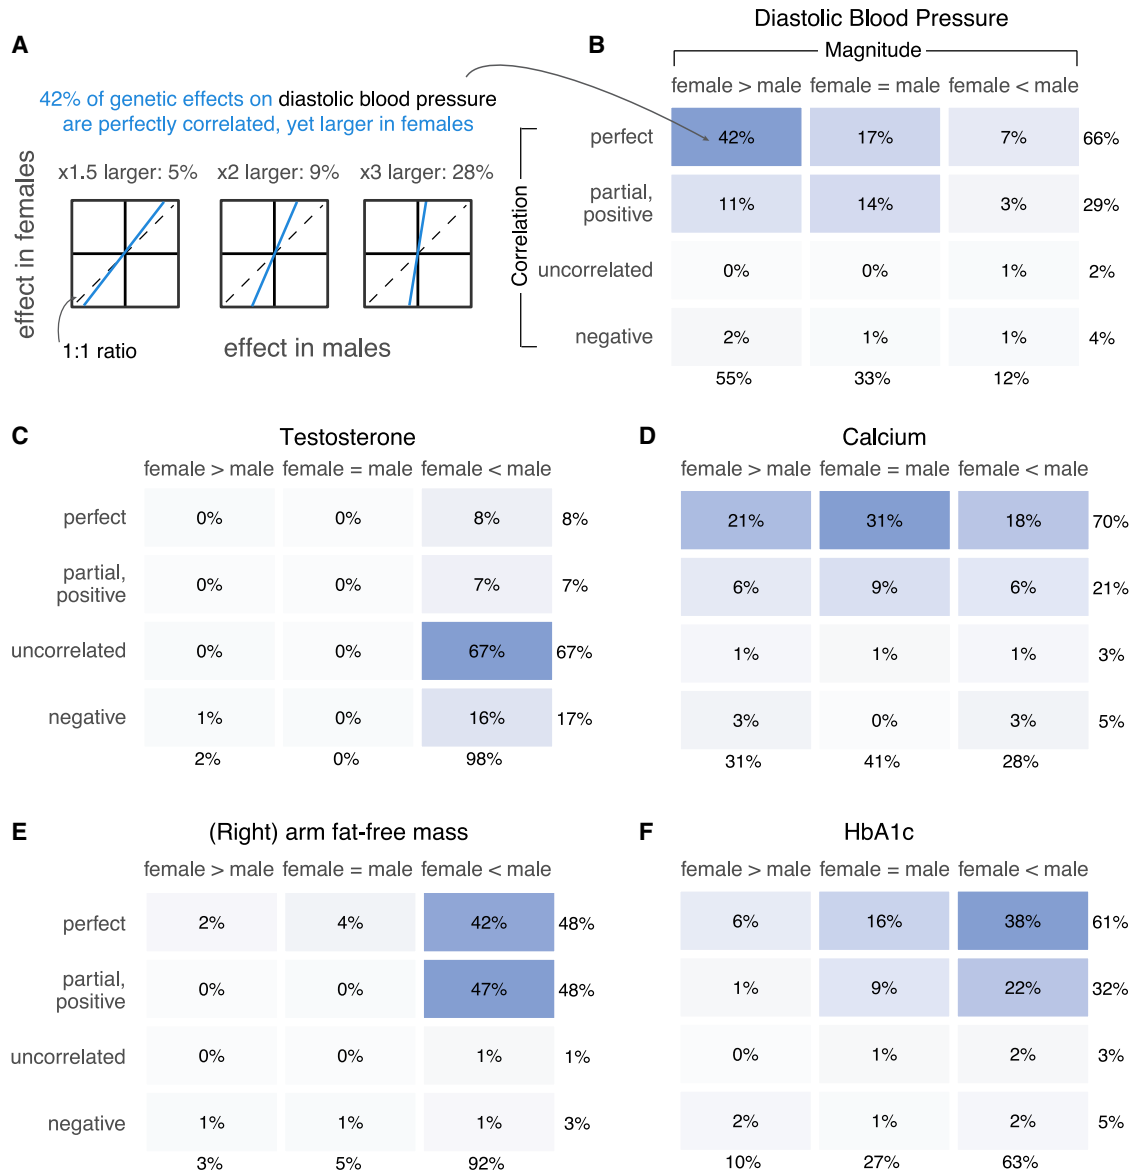 A
42% of genetic effects on diastolic blood pressure
are perfectly correlated, yet larger in females
x1.5 larger: 5%
x2 larger: 9%
x3 larger: 28%
effect in females
1:1 ratio
effect in males
B
Diastolic Blood Pressure
Magnitude
female > male female = male female < male
Correlation
perfect 42% 17% 7% 66%
partial,
positive 11% 14% 3% 29%
uncorrelated 0% 0% 1% 2%
negative 2% 1% 1% 4%
55% 33% 12%
C
Testosterone
female > male female = male female < male
perfect 0% 0% 8% 8%
partial,
positive 0% 0% 7% 7%
uncorrelated 0% 0% 67% 67%
negative 1% 0% 16% 17%
2% 0% 98%
D
Calcium
female > male female = male female < male
21% 31% 18% 70%
6% 9% 6% 21%
1% 1% 1% 3%
3% 0% 3% 5%
31% 41% 28%
E
(Right) arm fat-free mass
female > male female = male female < male
perfect 2% 4% 42% 48%
partial,
positive 0% 0% 47% 48%
uncorrelated 0% 0% 1% 1%
negative 1% 1% 1% 3%
3% 5% 92%
F
HbA1c
female > male female = male female < male
6% 16% 38% 61%
1% 9% 22% 32%
0% 1% 2% 3%
2% 1% 2% 5%
10% 27% 63%